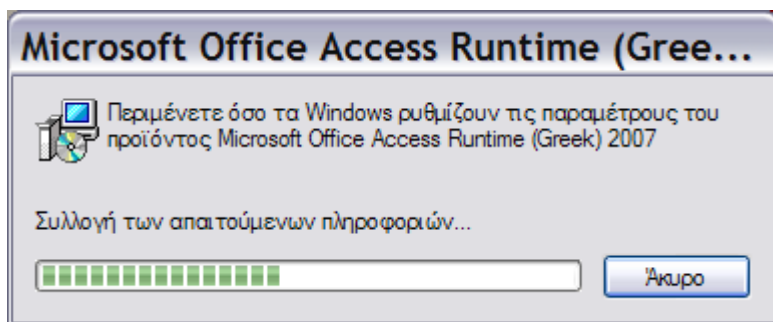 Microsoft Office Access Runtime (Gree...
Περιμένετε όσο τα Windows ρυθμίζουν τις παραμέτρους του
προϊόντος Microsoft Office Access Runtime (Greek) 2007
Συλλογή των απαιτούμενων πληροφοριών...
Άκυρο